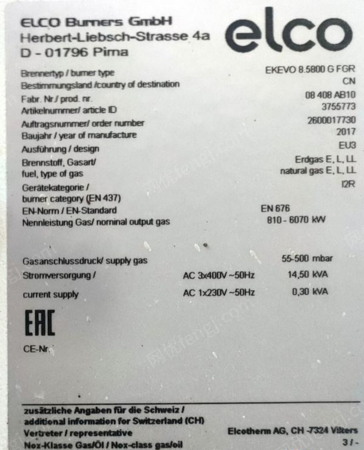 ELCO Burners GmbH
Herbert-Liebsch-Strasse 4a
D - 01796 Pirna
elco
Brennertyp / burner type EKEVO 8.5800 G FGR
Bestimmungsland /country of destination CN
Fabr. Nr./ prod. nr. 08 408 AB10
Artikelnummer/ article ID 3755773
Auftragsnummer/ order number 2600017730
Baujahr / year of manufacture 2017
Ausführung / design EU3
Brennstoff, Gasart/ Erdgas E, L, LL
fuel, type of gas natural gas E, L, LL
Gerätekategorie / I2R
burner category (EN 437)
EN-Norm / EN-Standard EN 676
Nennleistung Gas/ nominal output gas 810 - 6070 kW
Gasanschlussdruck/ supply gas 55-500 mbar
Stromversorgung / AC 3x400V ~50Hz 14,50 kVA
current supply AC 1x230V ~50Hz 0,30 kVA
EAC
CE-Nr.
zusätzliche Angaben für die Schweiz /
additional information for Switzerland (CH)
Vertreter / representative Elcotherm AG, CH -7324 Vilters
Nox-Klasse Gas/Öl / Nox-class gas/oil 3 / -